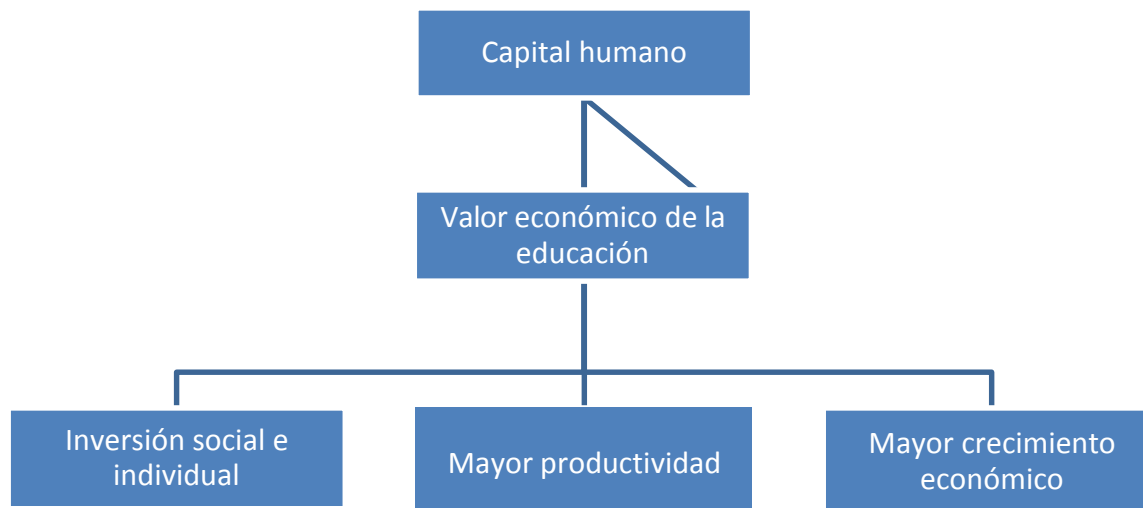 Capital humano
Valor económico de la
educación
Inversión social e
individual
Mayor productividad
Mayor crecimiento
económico